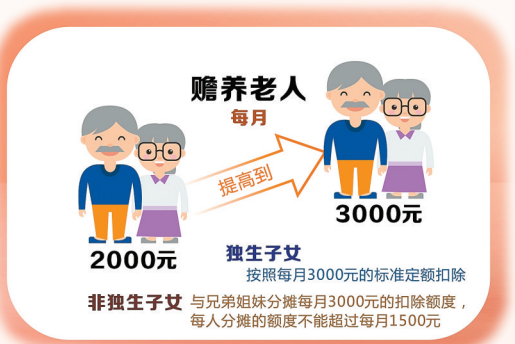 赡养老人
每月
提高到
3000元
2000元
独生子女
按照每月3000元的标准定额扣除
非独生子女 与兄弟姐妹分摊每月3000元的扣除额度，
每人分摊的额度不能超过每月1500元